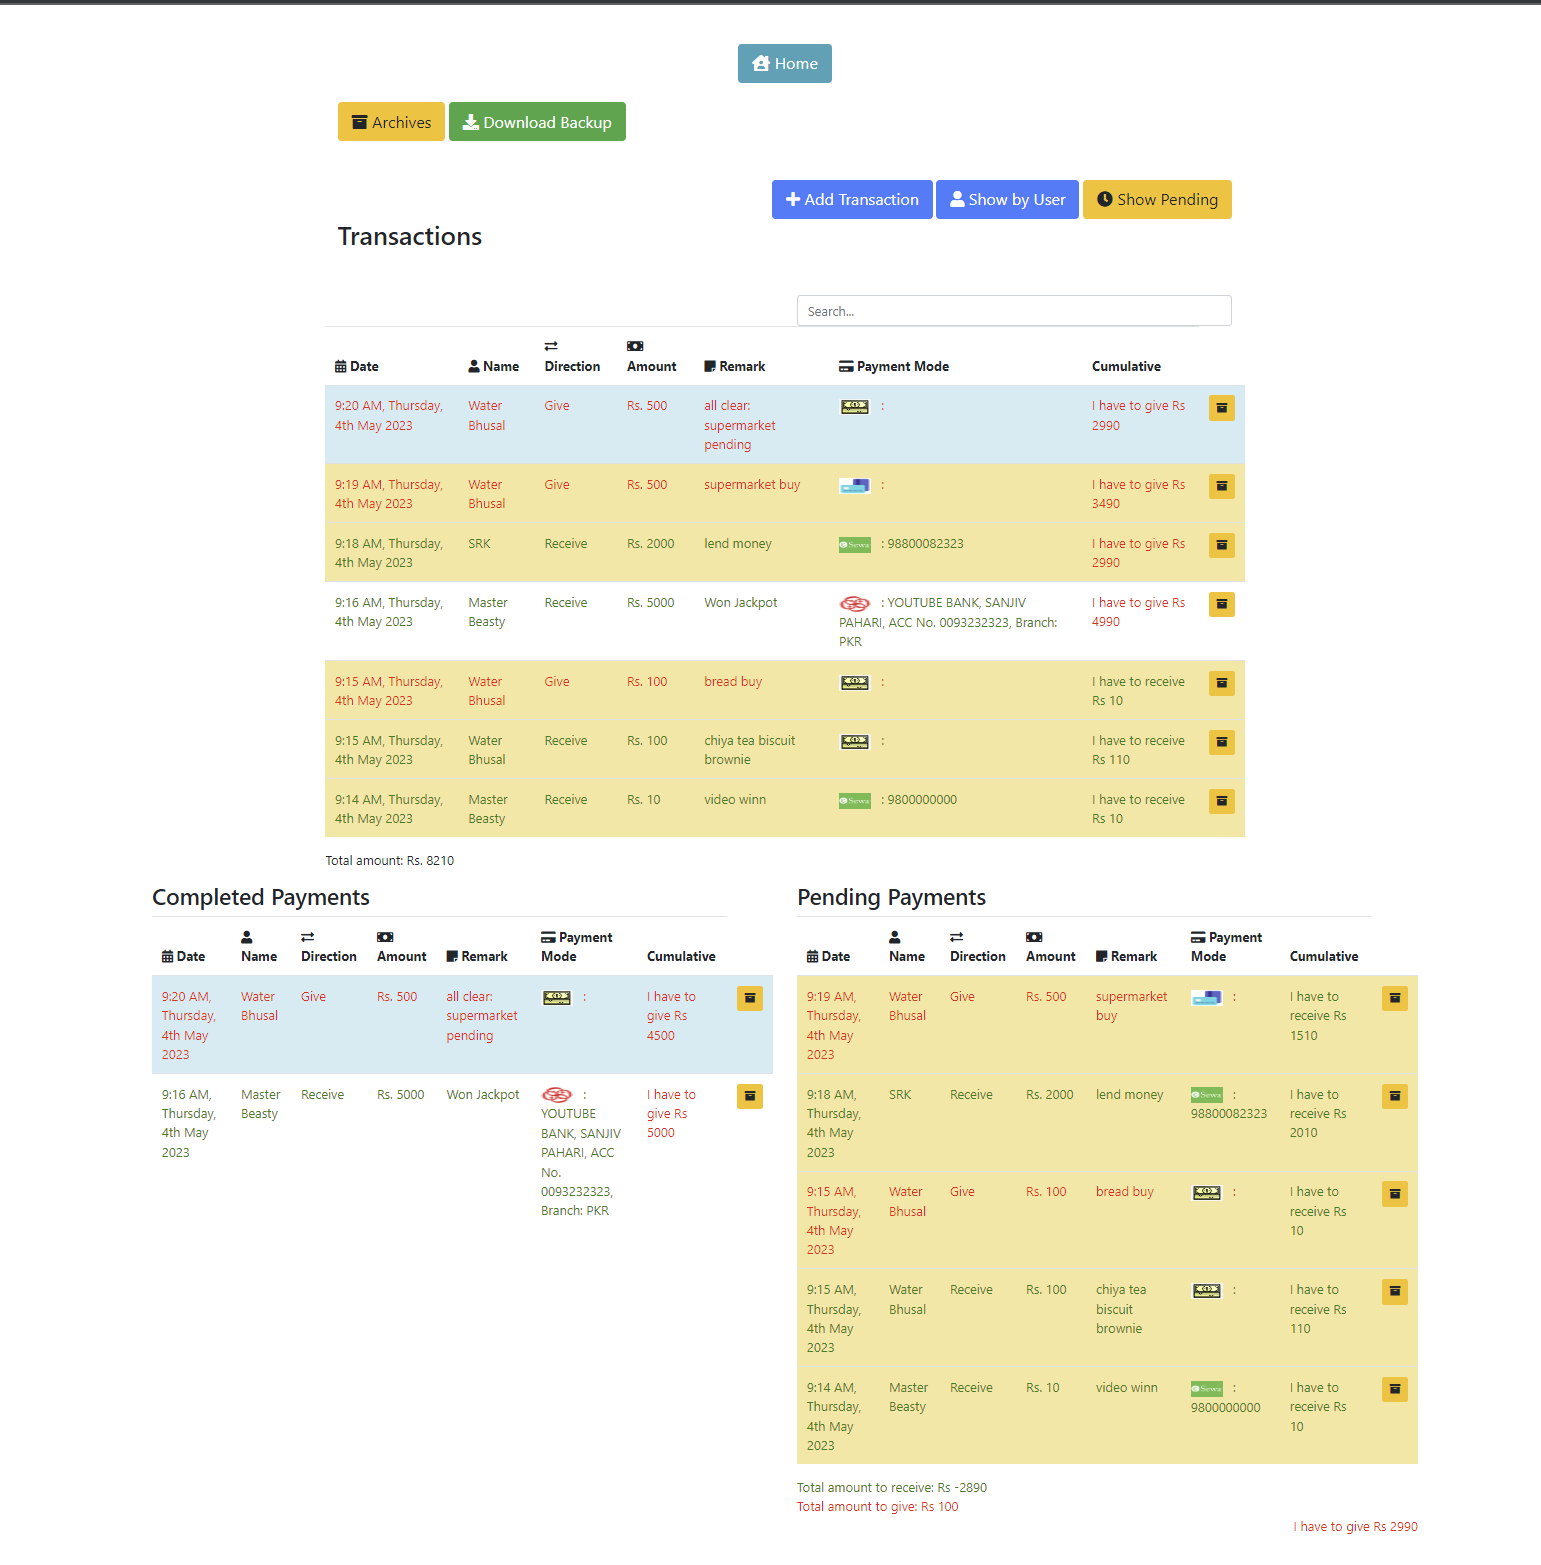 Home
Archives
Download Backup
Add Transaction
Show by User
Show Pending
Transactions
Search...
Date Name Direction Amount Remark Payment Mode Cumulative
9:20 AM, Thursday, Water Give Rs. 500 all clear: : I have to give Rs
4th May 2023 Bhusal supermarket 2990
pending
9:19 AM, Thursday, Water Give Rs. 500 supermarket buy : I have to give Rs
4th May 2023 Bhusal 3490
9:18 AM, Thursday, SRK Receive Rs. 2000 lend money eSewa : 98800082323 I have to give Rs
4th May 2023 2990
9:16 AM, Thursday, Master Receive Rs. 5000 Won Jackpot : YOUTUBE BANK, SANJIV I have to give Rs
4th May 2023 Beasty PAHARI, ACC No. 0093232323, Branch: 4990
PKR
9:15 AM, Thursday, Water Give Rs. 100 bread buy : I have to receive
4th May 2023 Bhusal Rs 10
9:15 AM, Thursday, Water Receive Rs. 100 chiya tea biscuit : I have to receive
4th May 2023 Bhusal brownie Rs 110
9:14 AM, Thursday, Master Receive Rs. 10 video winn eSewa : 9800000000 I have to receive
4th May 2023 Beasty Rs 10
Total amount: Rs. 8210
Completed Payments
Date Name Direction Amount Remark Payment Mode Cumulative
9:20 AM, Water Give Rs. 500 all clear: : I have to
Thursday, Bhusal supermarket give Rs
4th May pending 4500
2023
9:16 AM, Master Receive Rs. 5000 Won Jackpot : I have to
Thursday, Beasty YOUTUBE give Rs
4th May BANK, SANJIV 5000
2023 PAHARI, ACC
No.
0093232323,
Branch: PKR
Pending Payments
Date Name Direction Amount Remark Payment Mode Cumulative
9:19 AM, Water Give Rs. 500 supermarket : I have to
Thursday, Bhusal buy receive Rs
4th May 1510
2023
9:18 AM, SRK Receive Rs. 2000 lend money eSewa : I have to
Thursday, 98800082323 receive Rs
4th May 2010
2023
9:15 AM, Water Give Rs. 100 bread buy : I have to
Thursday, Bhusal receive Rs
4th May 10
2023
9:15 AM, Water Receive Rs. 100 chiya tea : I have to
Thursday, Bhusal biscuit receive Rs
4th May brownie 110
2023
9:14 AM, Master Receive Rs. 10 video winn eSewa : I have to
Thursday, Beasty 9800000000 receive Rs
4th May 10
2023
Total amount to receive: Rs -2890
Total amount to give: Rs 100
I have to give Rs 2990